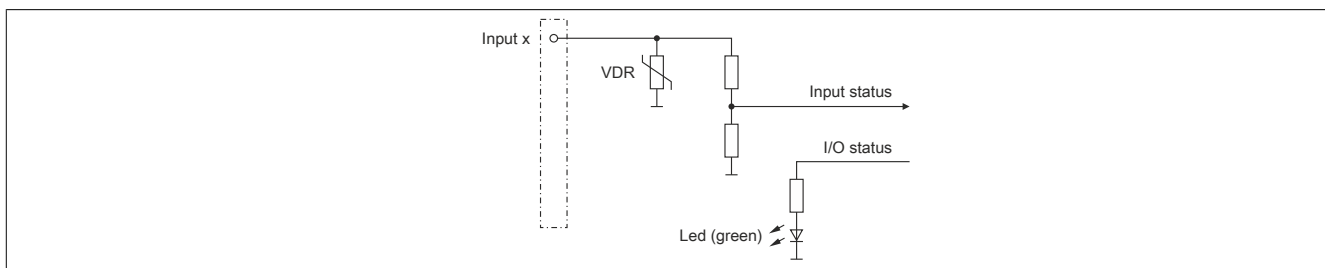 Input x
VDR
Input status
I/O status
Led (green)